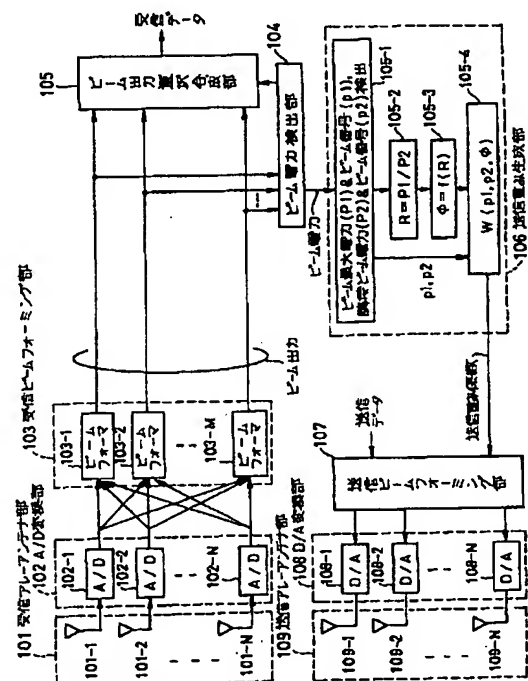 101 受信アレーアンテナ部
101-1
101-2
101-N
102 A/D変換部
102-1
A/D
102-2
A/D
102-N
A/D
103 受信ビームフォーミング部
103-1
ビームフォーマ
103-2
ビームフォーマ
103-M
ビームフォーマ
ビーム出力
105
ビーム出力重み合成部
受信データ
104
ビーム電力検出部
ビーム電力
105-1
ビーム最大電力(P1)&ビーム番号(p1),
隣接ビーム電力(P2)&ビーム番号(p2)検出
105-2
R=P1/P2
105-3
Φ=f(R)
105-4
W(p1,p2,Φ)
p1,p2
106 送信重み生成部
送信重み係数
送信データ
107
送信ビームフォーミング部
108 D/A変換部
108-1
D/A
108-2
D/A
108-N
D/A
109 送信アレーアンテナ部
109-1
109-2
109-N